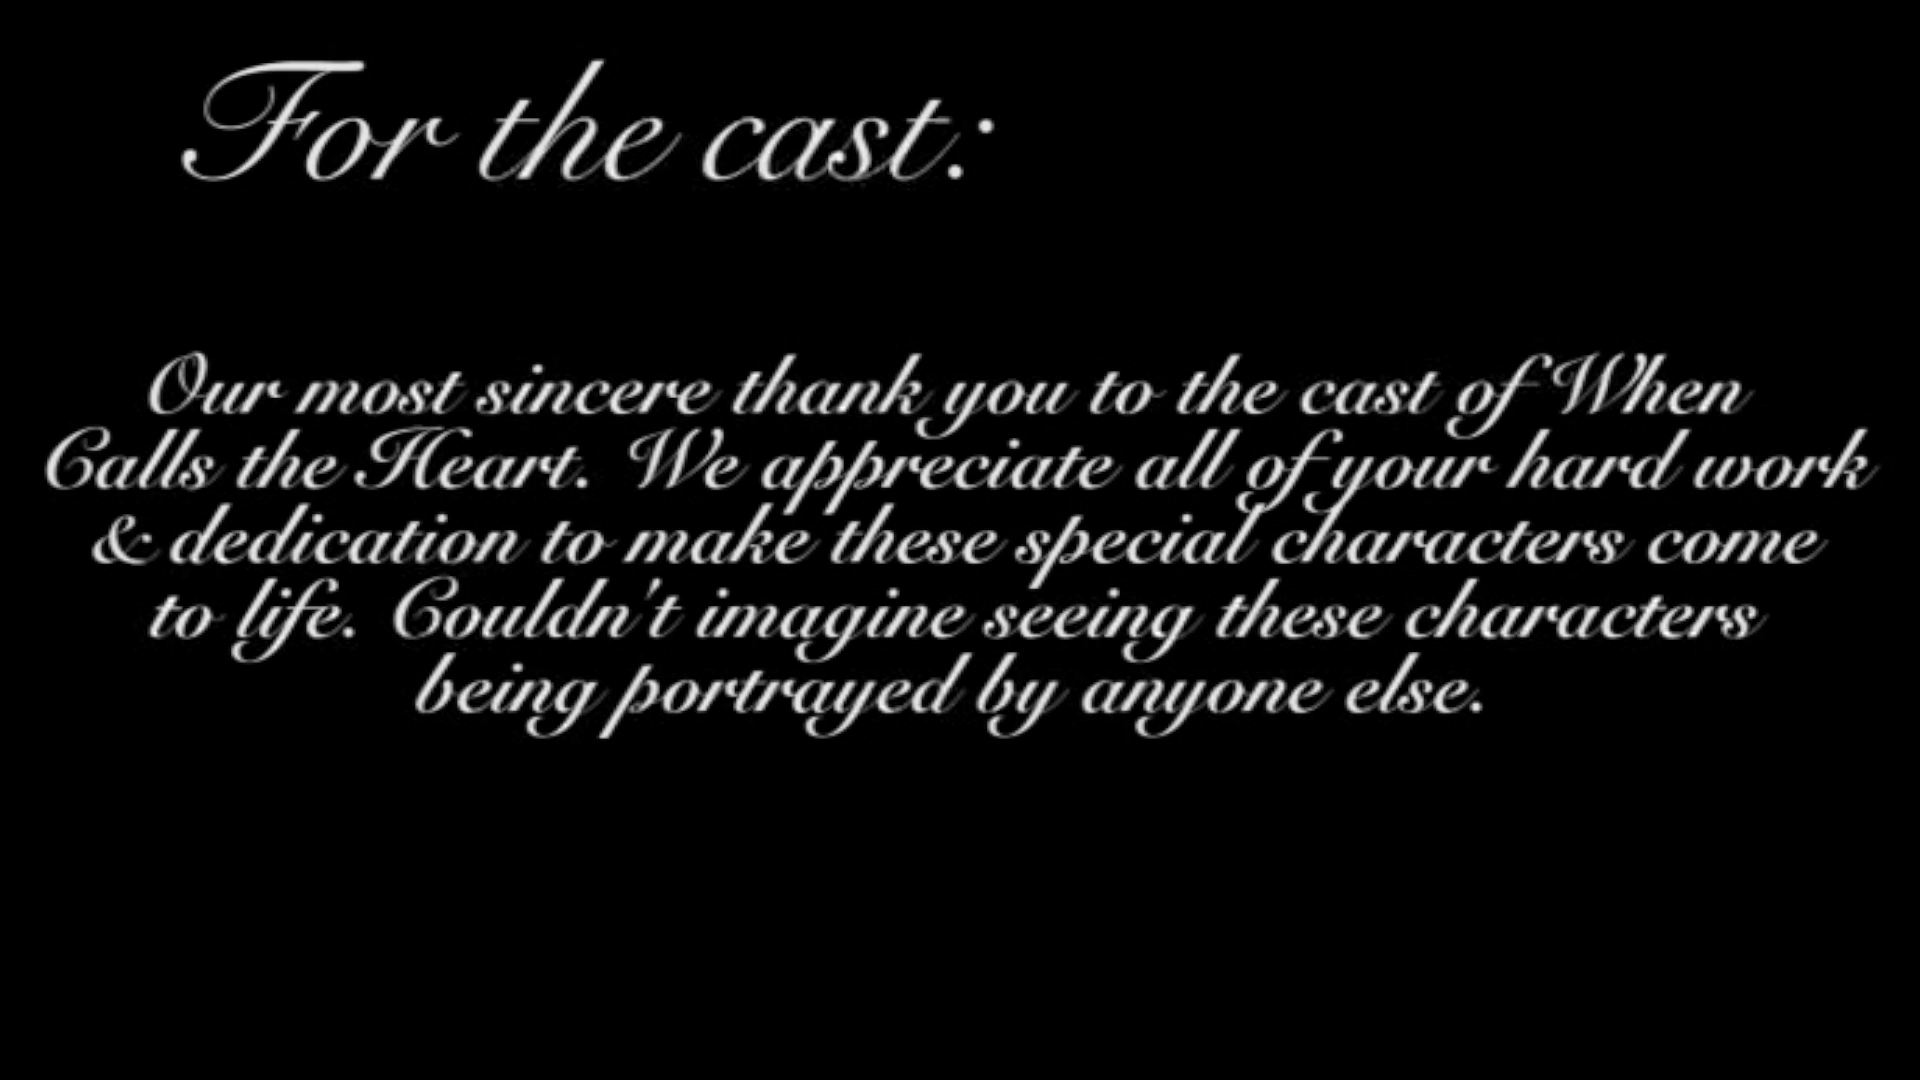 For the cast:
Our most sincere thank you to the cast of When
Calls the Heart. We appreciate all of your hard work
& dedication to make these special characters come
to life. Couldn't imagine seeing these characters
being portrayed by anyone else.